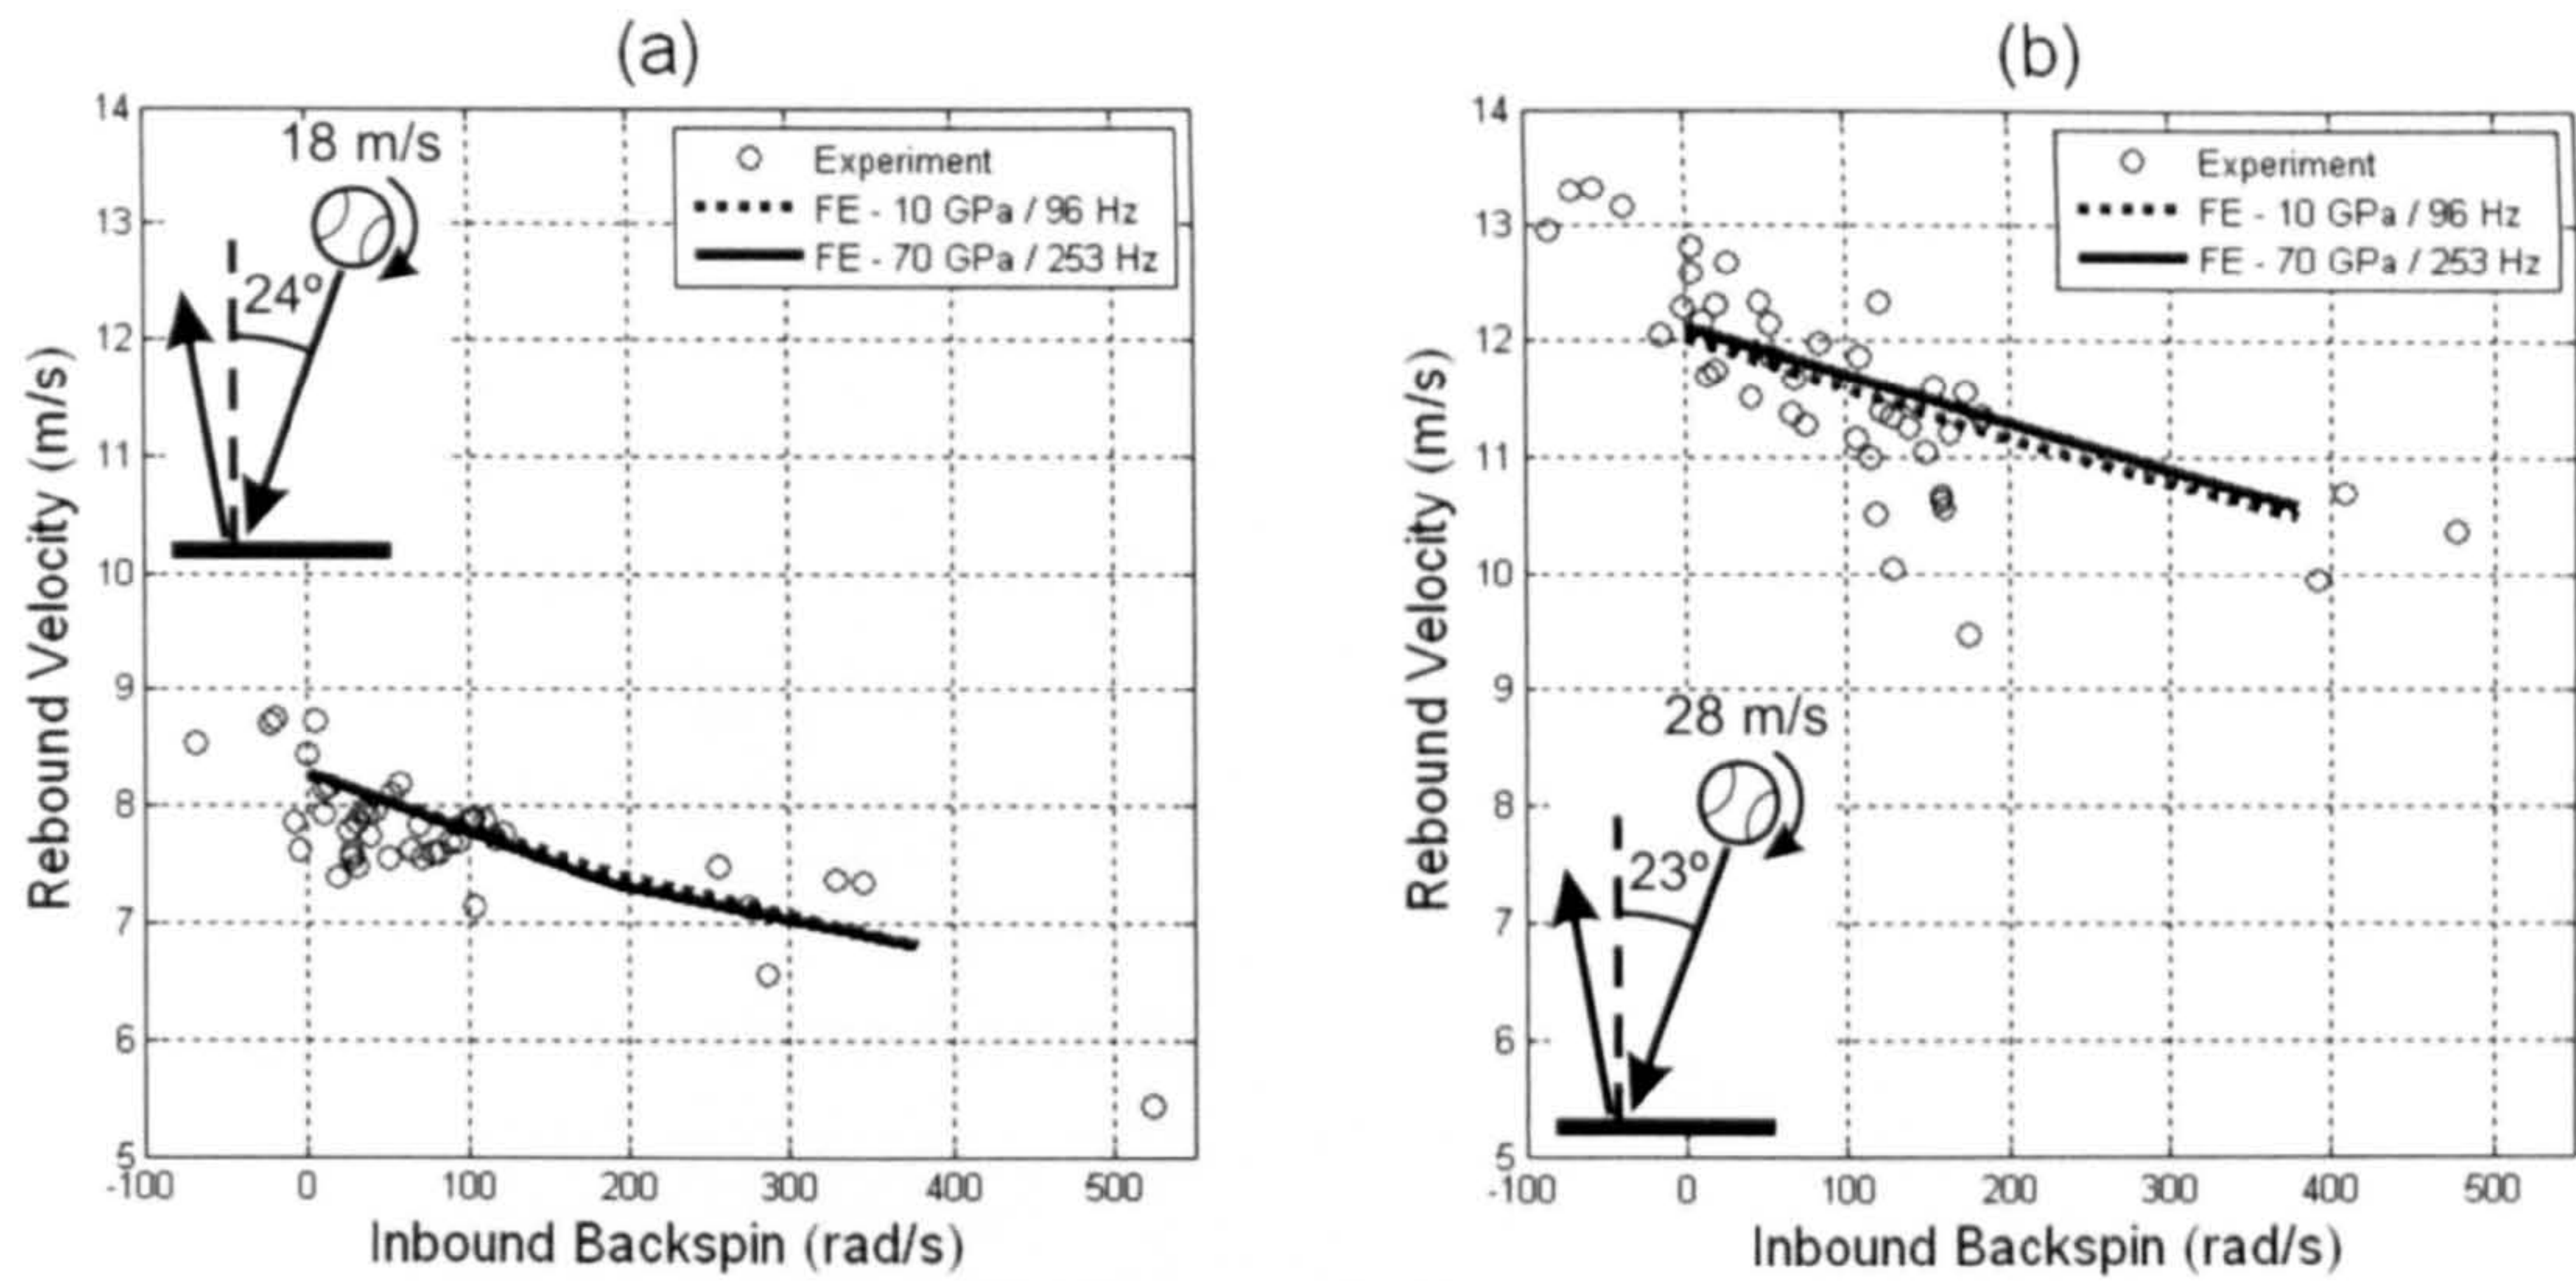 (a)
14
13
12
11
10
9
8
7
6
5
Rebound Velocity (m/s)
18 m/s
24º
Experiment
FE - 10 GPa / 96 Hz
FE - 70 GPa / 253 Hz
-100 0 100 200 300 400 500
Inbound Backspin (rad/s)
(b)
14
13
12
11
10
9
8
7
6
5
Rebound Velocity (m/s)
Experiment
FE - 10 GPa / 96 Hz
FE - 70 GPa / 253 Hz
28 m/s
23º
-100 0 100 200 300 400 500
Inbound Backspin (rad/s)